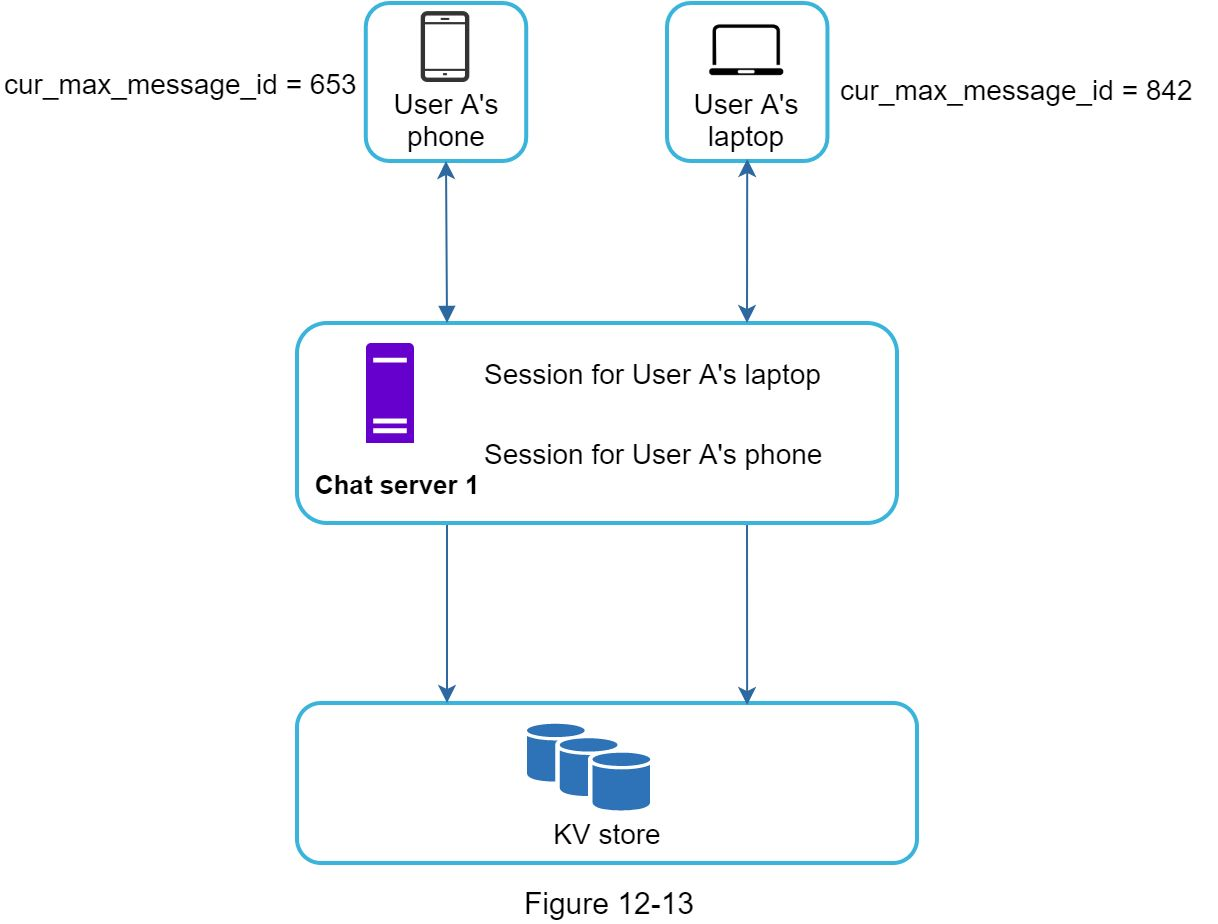 cur_max_message_id = 653
User A's
phone
User A's
laptop
cur_max_message_id = 842
Session for User A's laptop
Session for User A's phone
Chat server 1
KV store
Figure 12-13